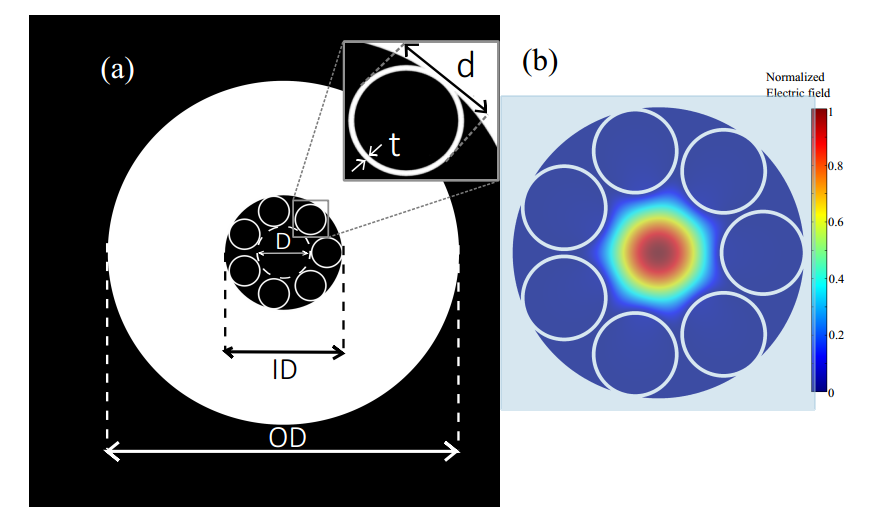 (a)
d
t
D
ID
OD
(b)
Normalized
Electric field
1
0.8
0.6
0.4
0.2
0